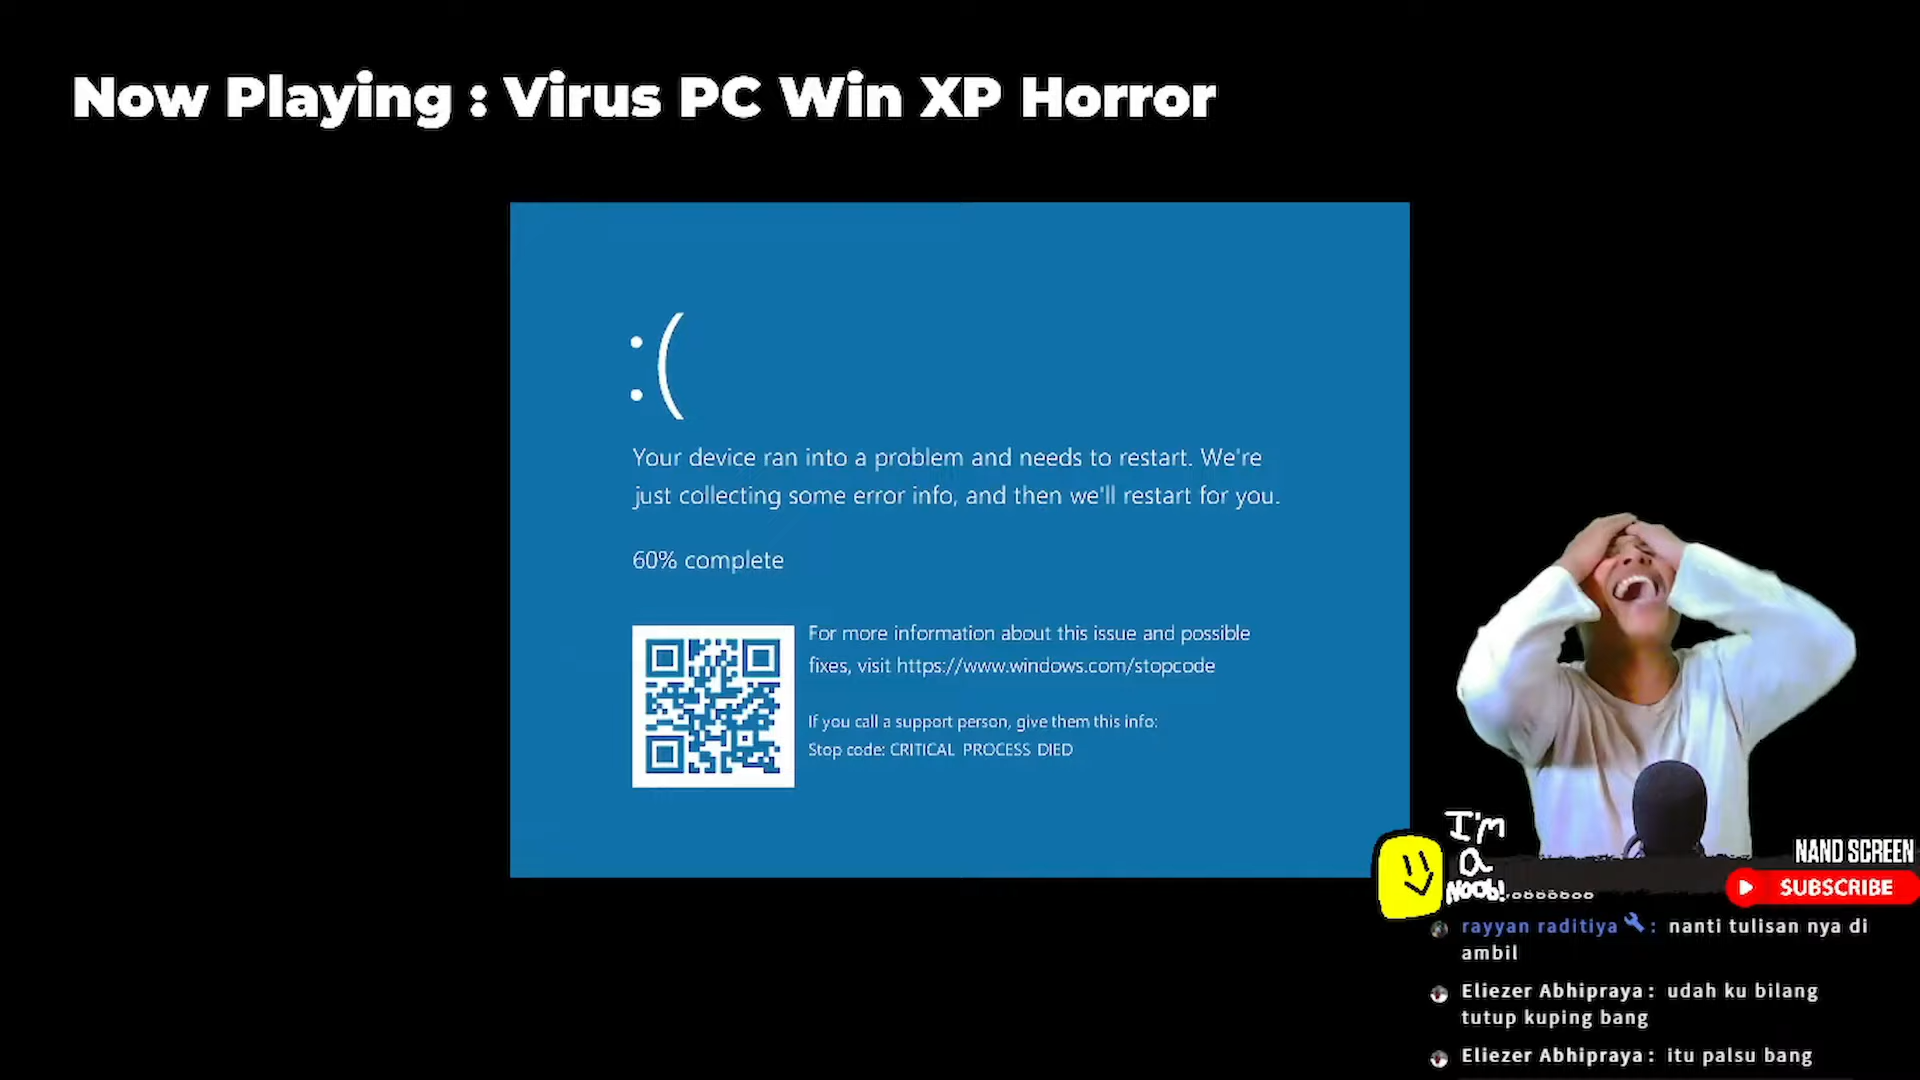 Now Playing : Virus PC Win XP Horror
:(
Your device ran into a problem and needs to restart. We're
just collecting some error info, and then we'll restart for you.
60% complete
For more information about this issue and possible
fixes, visit https://www.windows.com/stopcode
If you call a support person, give them this info:
Stop code: CRITICAL PROCESS DIED
I'm
a
NOOB!
NAND SCREEN
SUBSCRIBE
rayyan raditiya : nanti tulisan nya di
ambil
Eliezer Abhipraya : udah ku bilang
tutup kuping bang
Eliezer Abhipraya : itu palsu bang